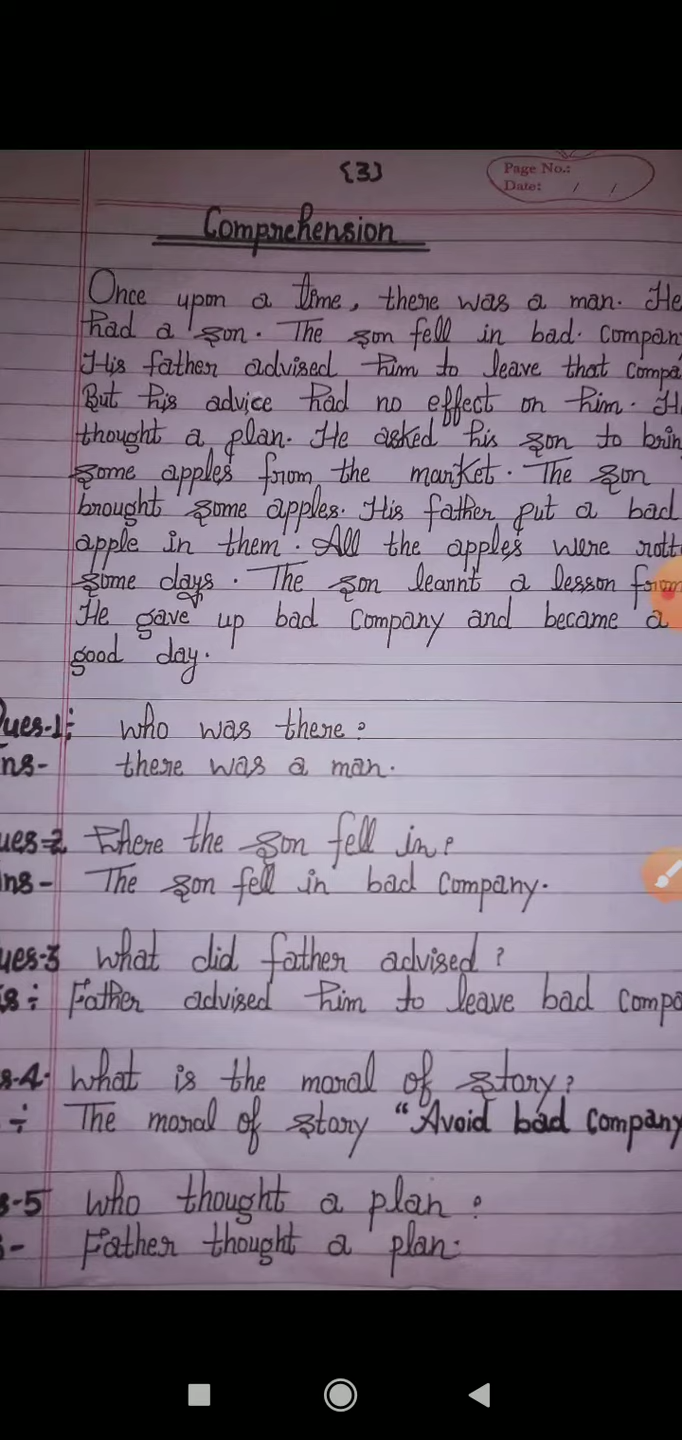 {3}
Page No.:
Date: / /
Comprehension
Once upon a time, there was a man. He
had a son. The son fell in bad. Compan
His father advised him to leave that Compa
But his advice had no effect on him. H
thought a plan. He asked his son to brin
some apples from the market. The son
brought some apples. His father put a bad
apple in them. All the apples were rott
some days. The son learnt a lesson from
He gave up bad Company and became a
good day.
Ques-1: Who was there?
ns- there was a man.
ues-2 Where the son fell in?
ins- The son fell in bad Company.
ues-3 What did father advised?
s: Father advised him to leave bad Compa
s-4. What is the moral of story?
÷ The moral of story "Avoid bad Company
s-5 Who thought a plan?
s- Father thought a plan.